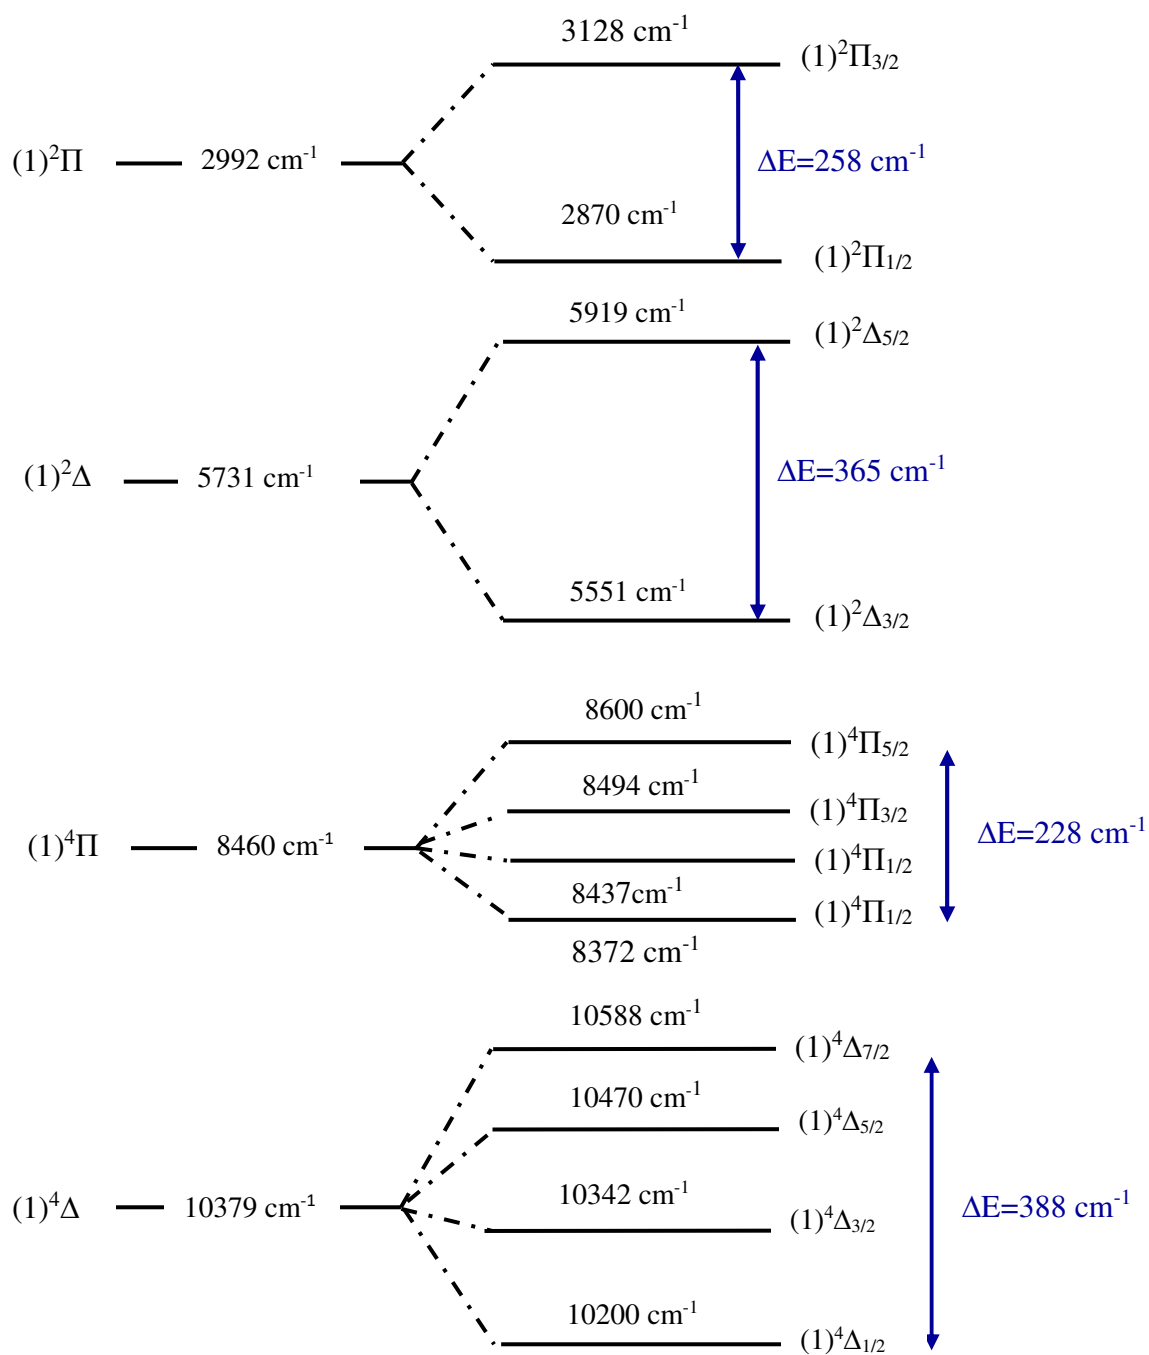 3128 cm⁻¹
(1)²Π₃/₂
(1)²Π
2992 cm⁻¹
ΔE=258 cm⁻¹
2870 cm⁻¹
(1)²Π₁/₂
5919 cm⁻¹
(1)²Δ₅/₂
(1)²Δ
5731 cm⁻¹
ΔE=365 cm⁻¹
5551 cm⁻¹
(1)²Δ₃/₂
8600 cm⁻¹
(1)⁴Π₅/₂
8494 cm⁻¹
(1)⁴Π₃/₂
(1)⁴Π
8460 cm⁻¹
ΔE=228 cm⁻¹
(1)⁴Π₁/₂
8437cm⁻¹
(1)⁴Π₁/₂
8372 cm⁻¹
10588 cm⁻¹
(1)⁴Δ₇/₂
10470 cm⁻¹
(1)⁴Δ₅/₂
10342 cm⁻¹
(1)⁴Δ
10379 cm⁻¹
(1)⁴Δ₃/₂
ΔE=388 cm⁻¹
10200 cm⁻¹
(1)⁴Δ₁/₂